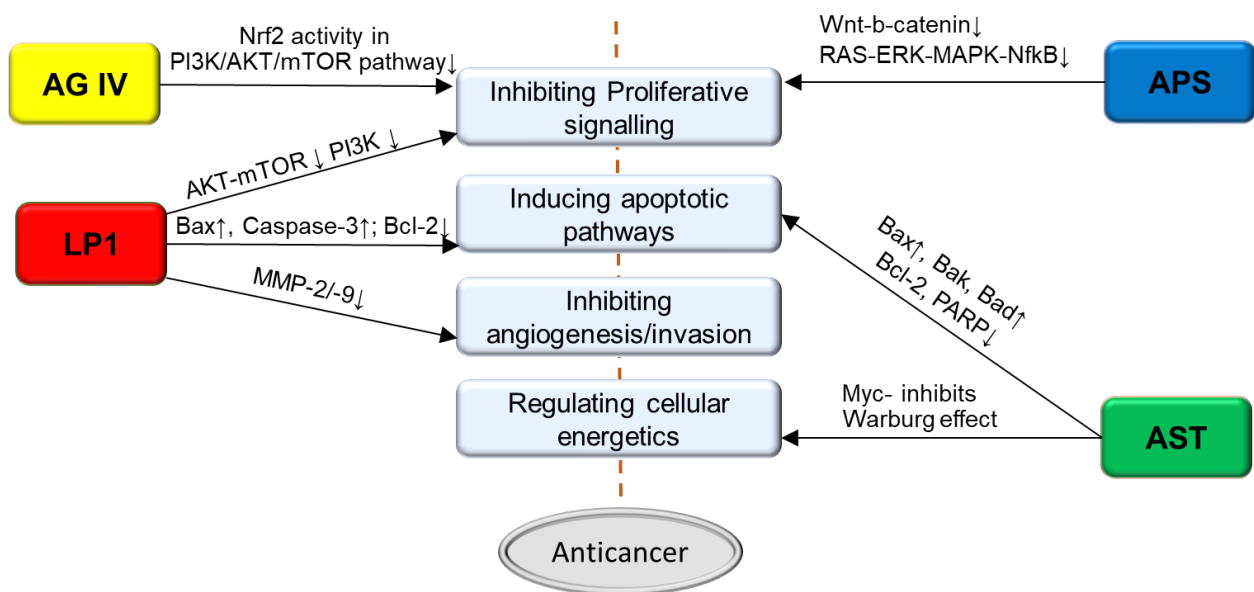 Nrf2 activity in
PI3K/AKT/mTOR pathway↓
AG IV
Wnt-b-catenin↓
RAS-ERK-MAPK-NfkB↓
APS
Inhibiting Proliferative
signalling
AKT-mTOR ↓ PI3K ↓
LP1
Bax↑, Caspase-3↑; Bcl-2↓
Inducing apoptotic
pathways
MMP-2/-9↓
Bax↑, Bak, Bad↑
Bcl-2, PARP↓
Inhibiting
angiogenesis/invasion
Regulating cellular
energetics
Myc- inhibits
Warburg effect
AST
Anticancer